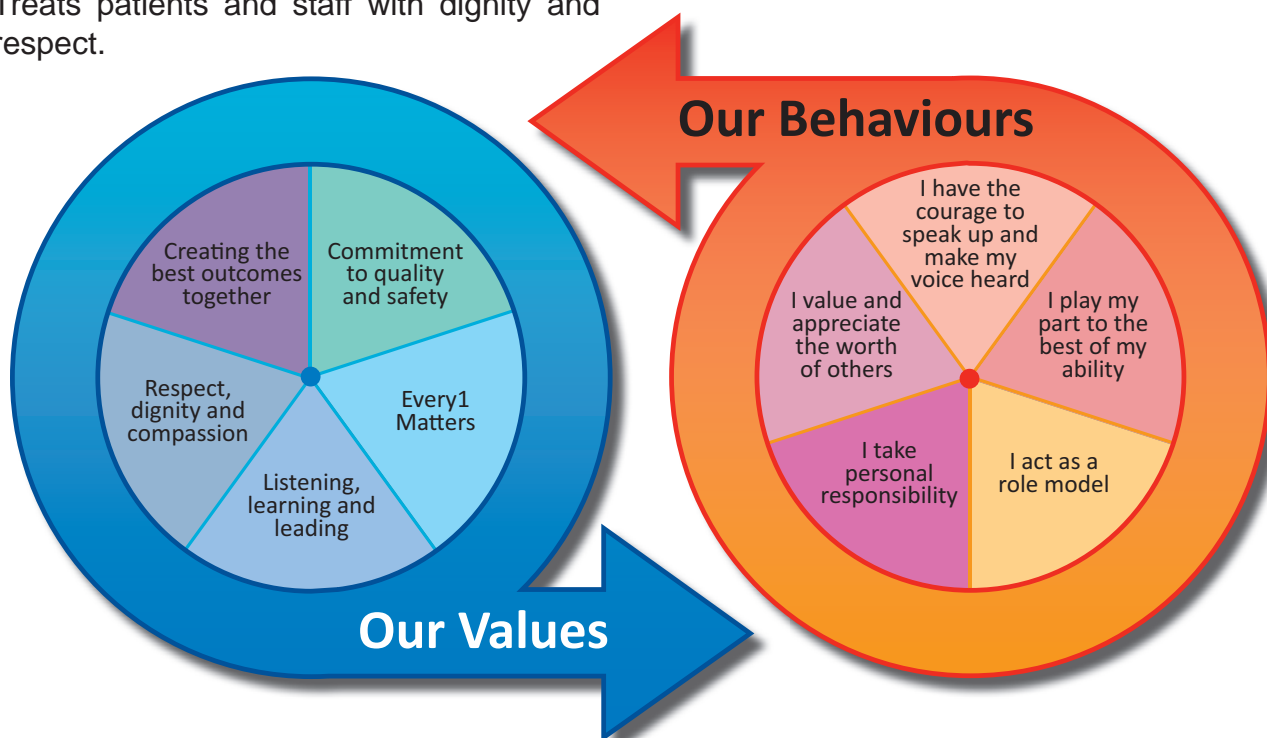 Treats patients and staff with dignity and
respect.
Our Behaviours
Creating the
best outcomes
together
Commitment
to quality
and safety
Every1
Matters
Listening,
learning and
leading
Respect,
dignity and
compassion
Our Values
I have the
courage to
speak up and
make my
voice heard
I play my
part to the
best of my
ability
I act as a
role model
I take
personal
responsibility
I value and
appreciate
the worth
of others